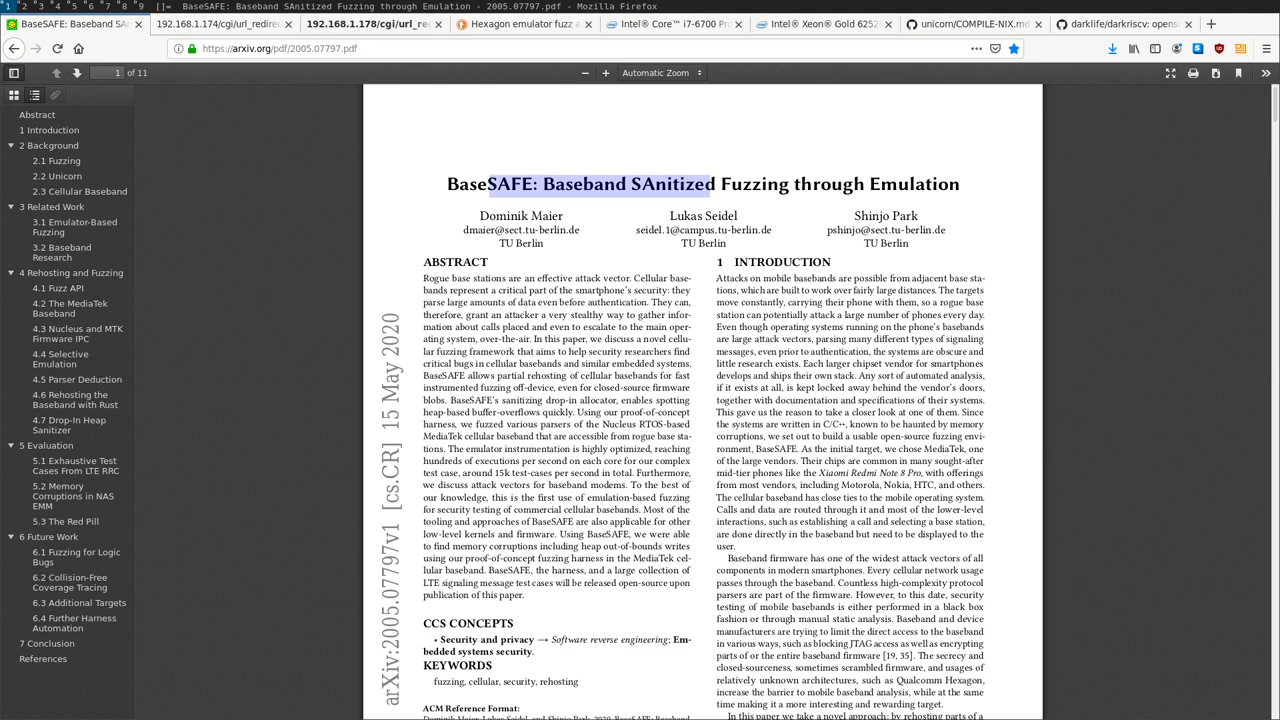 1 2 3 4 5 6 7 8 9 []= BaseSAFE: Baseband SAnitized Fuzzing through Emulation - 2005.07797.pdf - Mozilla Firefox
BaseSAFE: Baseband SA 192.168.1.174/cgi/url_redire 192.168.1.178/cgi/url_re Hexagon emulator fuzz a Intel® Core™ i7-6700 Pro Intel® Xeon® Gold 6252 unicorn/COMPILE-NIX.md darklife/darkriscv: opens
https://arxiv.org/pdf/2005.07797.pdf
1 of 11 Automatic Zoom
Abstract
1 Introduction
2 Background
2.1 Fuzzing
2.2 Unicorn
2.3 Cellular Baseband
3 Related Work
3.1 Emulator-Based
Fuzzing
3.2 Baseband
Research
4 Rehosting and Fuzzing
4.1 Fuzz API
4.2 The MediaTek
Baseband
4.3 Nucleus and MTK
Firmware IPC
4.4 Selective
Emulation
4.5 Parser Deduction
4.6 Rehosting the
Baseband with Rust
4.7 Drop-In Heap
Sanitizer
5 Evaluation
5.1 Exhaustive Test
Cases From LTE RRC
5.2 Memory
Corruptions in NAS
EMM
5.3 The Red Pill
6 Future Work
6.1 Fuzzing for Logic
Bugs
6.2 Collision-Free
Coverage Tracing
6.3 Additional Targets
6.4 Further Harness
Automation
7 Conclusion
References
arXiv:2005.07797v1 [cs.CR] 15 May 2020
BaseSAFE: Baseband SAnitized Fuzzing through Emulation
Dominik Maier
dmaier@sect.tu-berlin.de
TU Berlin
Lukas Seidel
seidel.1@campus.tu-berlin.de
TU Berlin
Shinjo Park
pshinjo@sect.tu-berlin.de
TU Berlin
ABSTRACT
Rogue base stations are an effective attack vector. Cellular base-
bands represent a critical part of the smartphone's security: they
parse large amounts of data even before authentication. They can,
therefore, grant an attacker a very stealthy way to gather infor-
mation about calls placed and even to escalate to the main oper-
ating system, over-the-air. In this paper, we discuss a novel cellu-
lar fuzzing framework that aims to help security researchers find
critical bugs in cellular basebands and similar embedded systems.
BaseSAFE allows partial rehosting of cellular basebands for fast
instrumented fuzzing off-device, even for closed-source firmware
blobs. BaseSAFE's sanitizing drop-in allocator, enables spotting
heap-based buffer-overflows quickly. Using our proof-of-concept
harness, we fuzzed various parsers of the Nucleus RTOS-based
MediaTek cellular baseband that are accessible from rogue base sta-
tions. The emulator instrumentation is highly optimized, reaching
hundreds of executions per second on each core for our complex
test case, around 15k test-cases per second in total. Furthermore,
we discuss attack vectors for baseband modems. To the best of
our knowledge, this is the first use of emulation-based fuzzing
for security testing of commercial cellular basebands. Most of the
tooling and approaches of BaseSAFE are also applicable for other
low-level kernels and firmware. Using BaseSAFE, we were able
to find memory corruptions including heap out-of-bounds writes
using our proof-of-concept fuzzing harness in the MediaTek cel-
lular baseband. BaseSAFE, the harness, and a large collection of
LTE signaling message test cases will be released open-source upon
publication of this paper.
CCS CONCEPTS
• Security and privacy → Software reverse engineering; Em-
bedded systems security.
KEYWORDS
fuzzing, cellular, security, rehosting
ACM Reference Format:
Dominik Maier, Lukas Seidel, and Shinjo Park. 2020. BaseSAFE: Baseband
1 INTRODUCTION
Attacks on mobile basebands are possible from adjacent base sta-
tions, which are built to work over fairly large distances. The targets
move constantly, carrying their phone with them, so a rogue base
station can potentially attack a large number of phones every day.
Even though operating systems running on the phone's basebands
are large attack vectors, parsing many different types of signaling
messages, even prior to authentication, the systems are obscure and
little research exists. Each larger chipset vendor for smartphones
develops and ships their own stack. Any sort of automated analysis,
if it exists at all, is kept locked away behind the vendor's doors,
together with documentation and specifications of their systems.
This gave us the reason to take a closer look at one of them. Since
the systems are written in C/C++, known to be haunted by memory
corruptions, we set out to build a usable open-source fuzzing envi-
ronment, BaseSAFE. As the initial target, we chose MediaTek, one
of the large vendors. Their chips are common in many sought-after
mid-tier phones like the Xiaomi Redmi Note 8 Pro, with offerings
from most vendors, including Motorola, Nokia, HTC, and others.
The cellular baseband has close ties to the mobile operating system.
Calls and data are routed through it and most of the lower-level
interactions, such as establishing a call and selecting a base station,
are done directly in the baseband but need to be displayed to the
user.
Baseband firmware has one of the widest attack vectors of all
components in modern smartphones. Every cellular network usage
passes through the baseband. Countless high-complexity protocol
parsers are part of the firmware. However, to this date, security
testing of mobile basebands is either performed in a black box
fashion or through manual static analysis. Baseband and device
manufacturers are trying to limit the direct access to the baseband
in various ways, such as blocking JTAG access as well as encrypting
parts of or the entire baseband firmware [19, 35]. The secrecy and
closed-sourceness, sometimes scrambled firmware, and usages of
relatively unknown architectures, such as Qualcomm Hexagon,
increase the barrier to mobile baseband analysis, while at the same
time making it a more interesting and rewarding target.
In this paper we take a novel approach: by rehosting parts of a